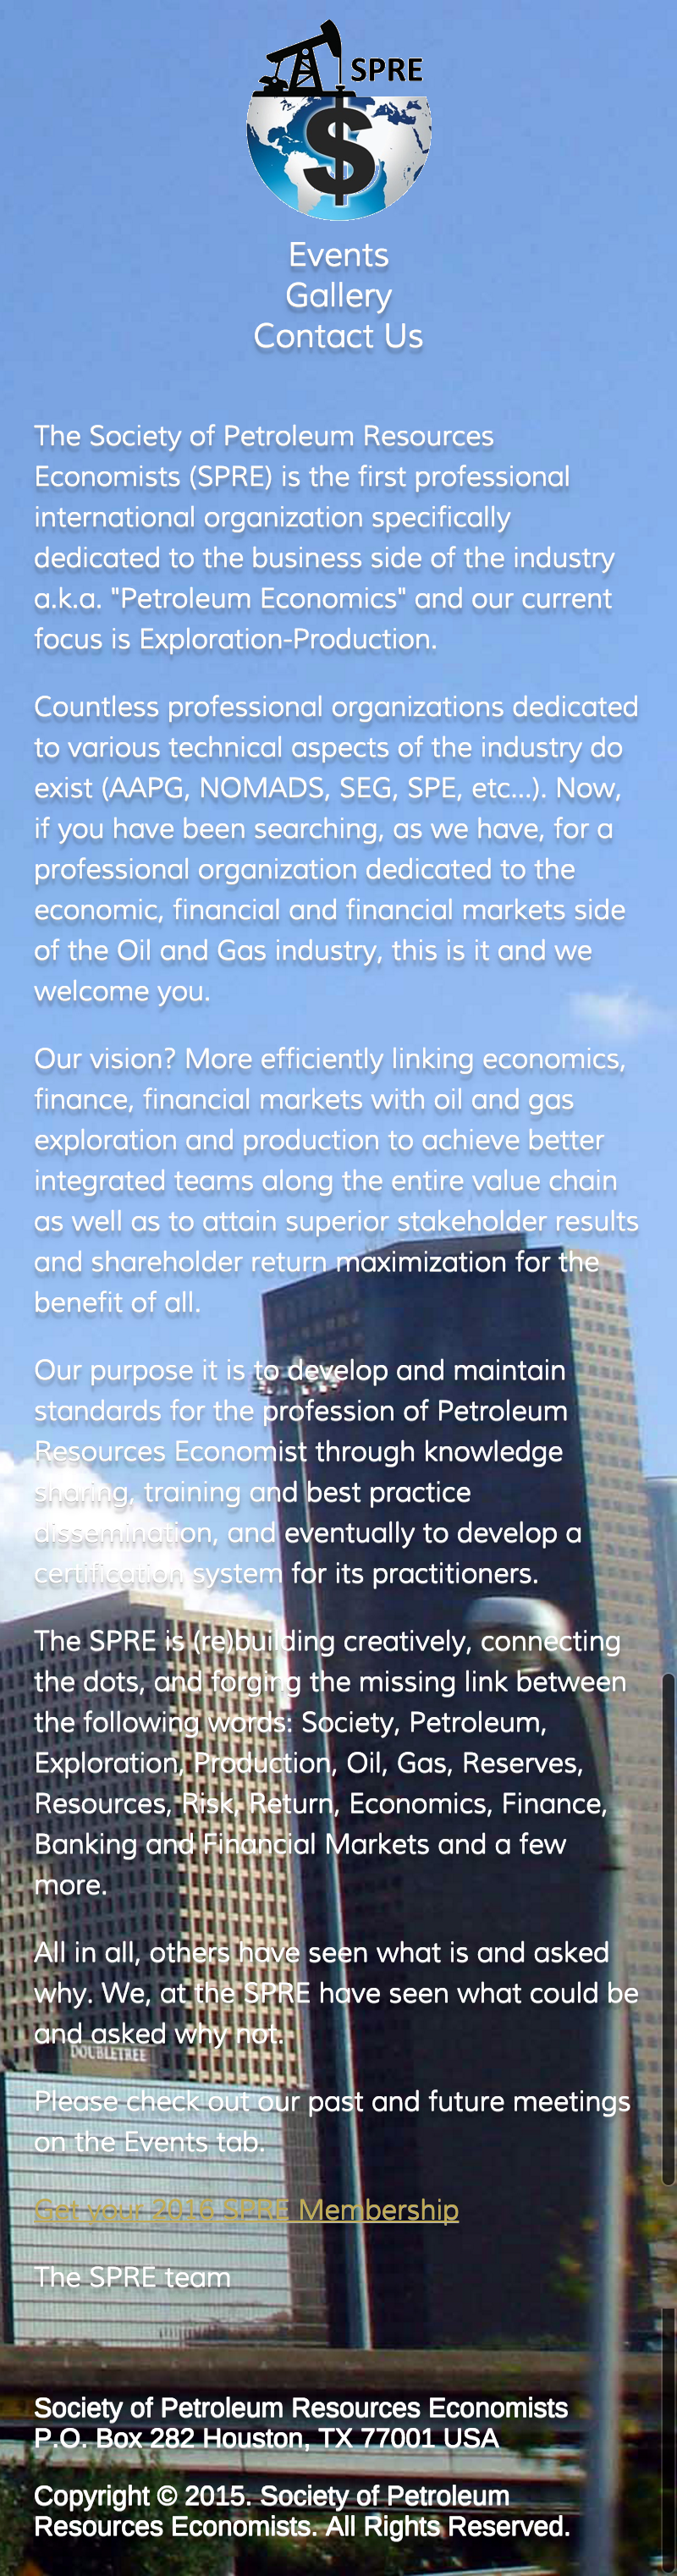 SPRE
$
Events
Gallery
Contact Us
The Society of Petroleum Resources
Economists (SPRE) is the first professional
international organization specifically
dedicated to the business side of the industry
a.k.a. "Petroleum Economics" and our current
focus is Exploration-Production.
Countless professional organizations dedicated
to various technical aspects of the industry do
exist (AAPG, NOMADS, SEG, SPE, etc...). Now,
if you have been searching, as we have, for a
professional organization dedicated to the
economic, financial and financial markets side
of the Oil and Gas industry, this is it and we
welcome you.
Our vision? More efficiently linking economics,
finance, financial markets with oil and gas
exploration and production to achieve better
integrated teams along the entire value chain
as well as to attain superior stakeholder results
and shareholder return maximization for the
benefit of all.
Our purpose it is to develop and maintain
standards for the profession of Petroleum
Resources Economist through knowledge
sharing, training and best practice
dissemination, and eventually to develop a
certification system for its practitioners.
The SPRE is (re)building creatively, connecting
the dots, and forging the missing link between
the following words: Society, Petroleum,
Exploration, Production, Oil, Gas, Reserves,
Resources, Risk, Return, Economics, Finance,
Banking and Financial Markets and a few
more.
All in all, others have seen what is and asked
why. We, at the SPRE have seen what could be
and asked why not.
DOUBLETREE
Please check out our past and future meetings
on the Events tab.
Get your 2016 SPRE Membership
The SPRE team
Society of Petroleum Resources Economists
P.O. Box 282 Houston, TX 77001 USA
Copyright © 2015. Society of Petroleum
Resources Economists. All Rights Reserved.